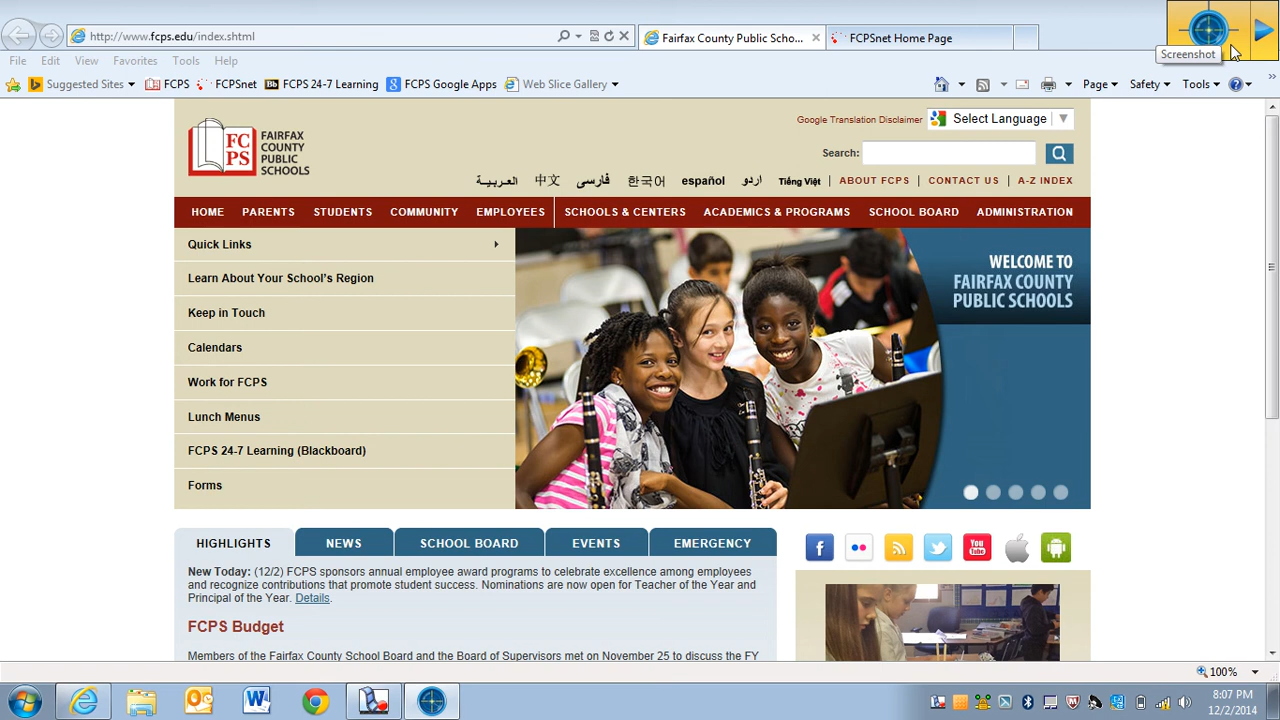 http://www.fcps.edu/index.shtml
Fairfax County Public Scho...
FCPSnet Home Page
Screenshot
File Edit View Favorites Tools Help
Suggested Sites FCPS FCPSnet FCPS 24-7 Learning FCPS Google Apps Web Slice Gallery
Page Safety Tools
Google Translation Disclaimer Select Language
FC
PS
FAIRFAX
COUNTY
PUBLIC
SCHOOLS
Search:
العربية 中文 فارسی 한국어 español اردو Tiếng Việt ABOUT FCPS CONTACT US A-Z INDEX
HOME PARENTS STUDENTS COMMUNITY EMPLOYEES SCHOOLS & CENTERS ACADEMICS & PROGRAMS SCHOOL BOARD ADMINISTRATION
Quick Links
Learn About Your School's Region
Keep in Touch
Calendars
Work for FCPS
Lunch Menus
FCPS 24-7 Learning (Blackboard)
Forms
WELCOME TO
FAIRFAX COUNTY
PUBLIC SCHOOLS
HIGHLIGHTS NEWS SCHOOL BOARD EVENTS EMERGENCY
New Today: (12/2) FCPS sponsors annual employee award programs to celebrate excellence among employees
and recognize contributions that promote student success. Nominations are now open for Teacher of the Year and
Principal of the Year. Details.
FCPS Budget
Members of the Fairfax County School Board and the Board of Supervisors met on November 25 to discuss the FY
You Tube
100%
8:07 PM
12/2/2014